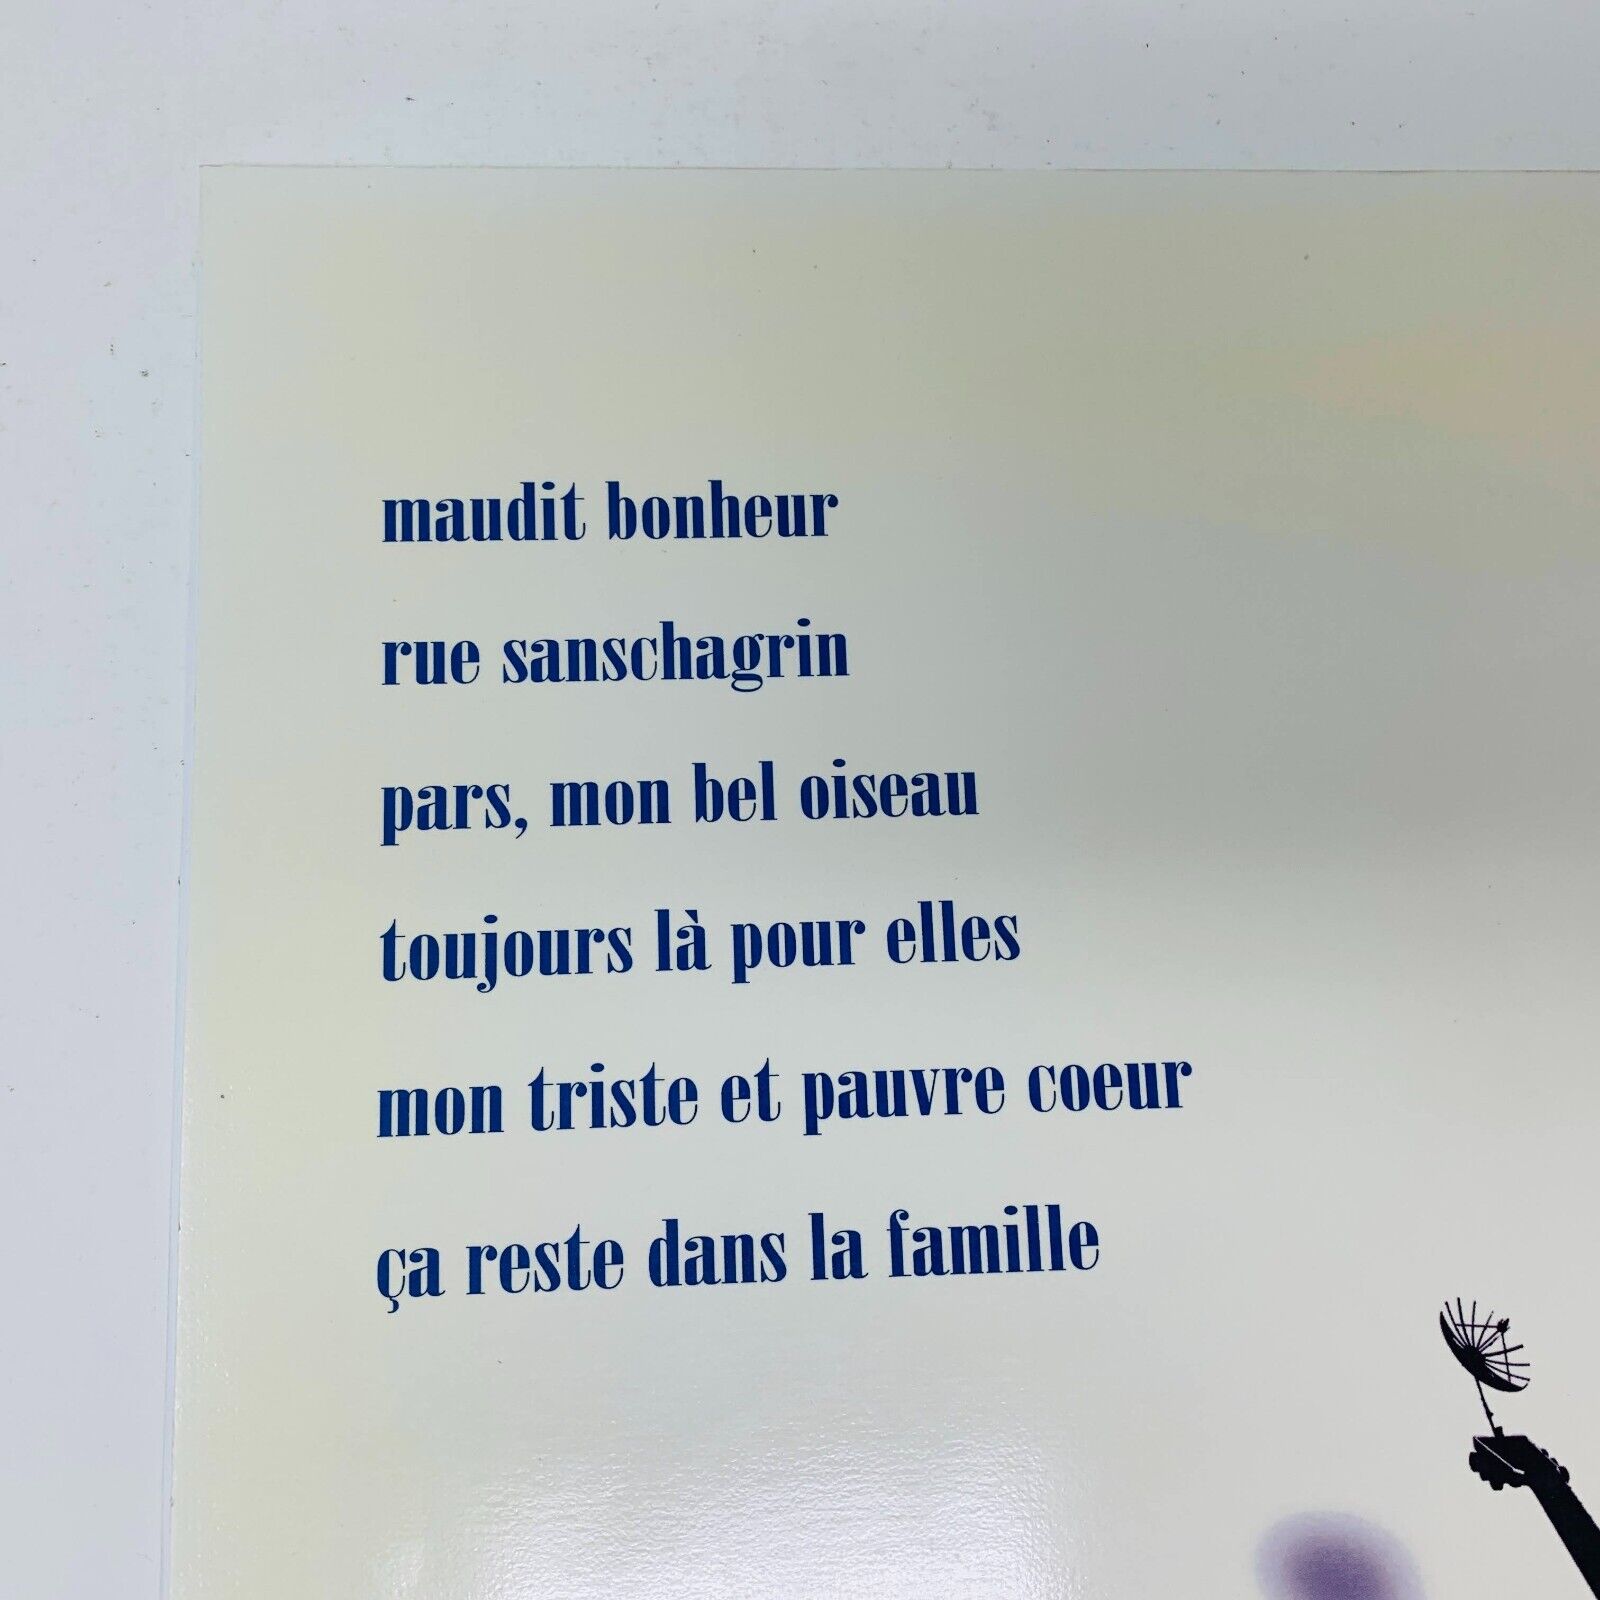 maudit bonheur
rue sanschagrin
pars, mon bel oiseau
toujours là pour elles
mon triste et pauvre coeur
ça reste dans la famille